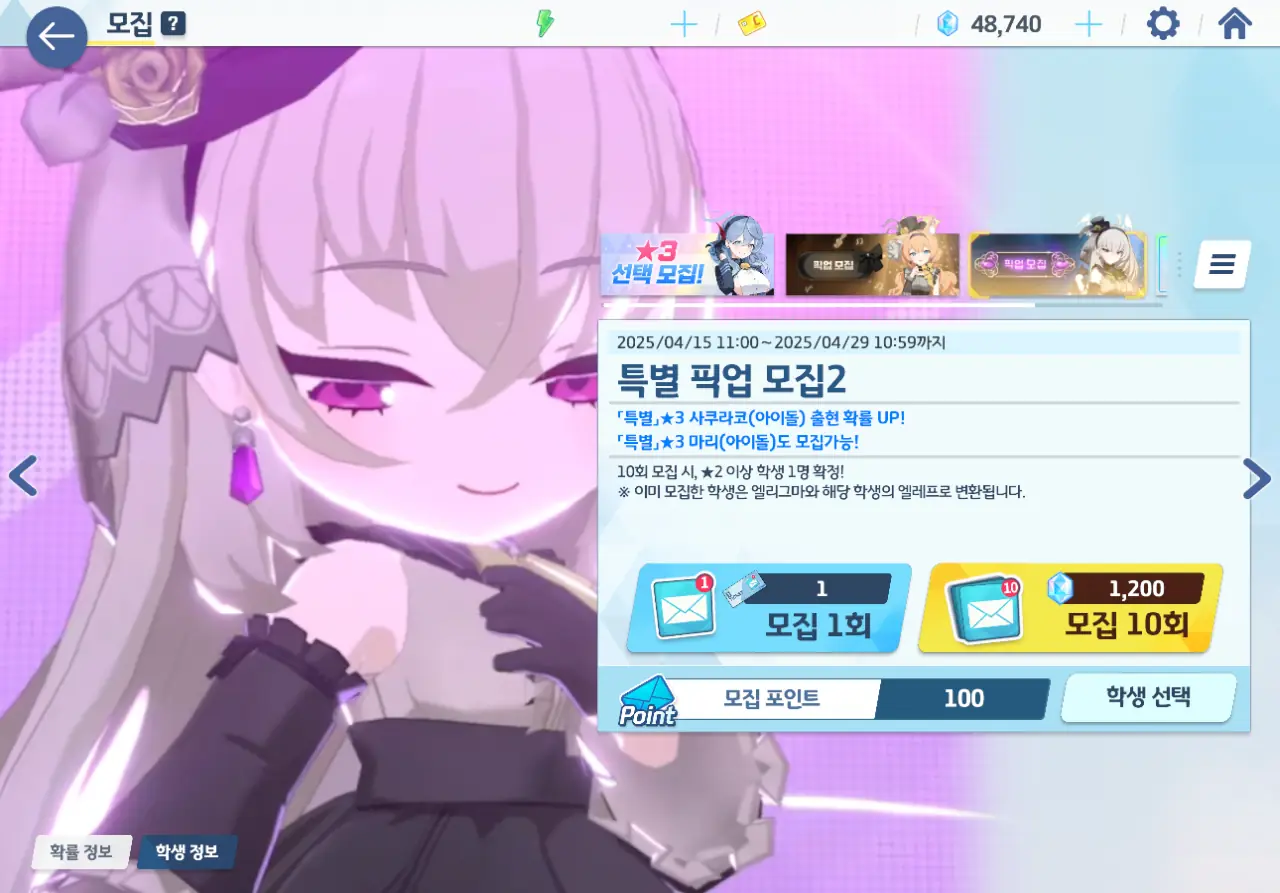 모집 ?
48,740
★3
선택 모집!
픽업 모집
픽업 모집
2025/04/15 11:00~2025/04/29 10:59까지
특별 픽업 모집2
「특별」★3 사쿠라코(아이돌) 출현 확률 UP!
「특별」★3 마리(아이돌)도 모집가능!
10회 모집 시, ★2 이상 학생 1명 확정!
※ 이미 모집한 학생은 엘리그마와 해당 학생의 엘레프로 변환됩니다.
1
1
모집 1회
10
1,200
모집 10회
Point
모집 포인트
100
학생 선택
확률 정보
학생 정보